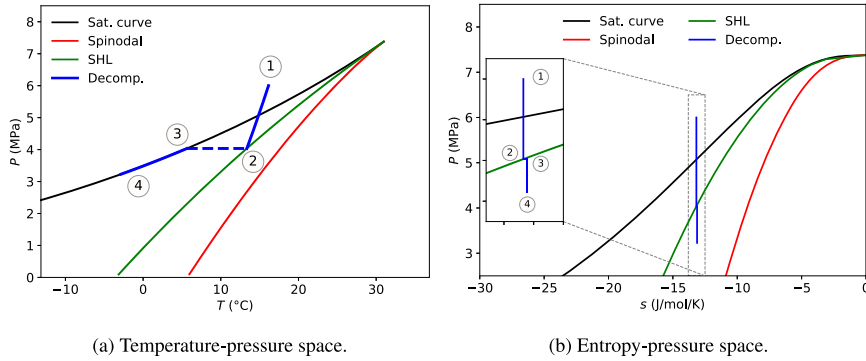 Sat. curve
Spinodal
SHL
Decomp.
1
2
3
4
8
7
6
5
4
3
2
1
0
P (MPa)
−10 0 10 20 30
T (°C)
(a) Temperature-pressure space.
Sat. curve SHL
Spinodal Decomp.
1
2
3
4
8
7
6
5
4
3
P (MPa)
−30 −25 −20 −15 −10 −5 0
s (J/mol/K)
(b) Entropy-pressure space.